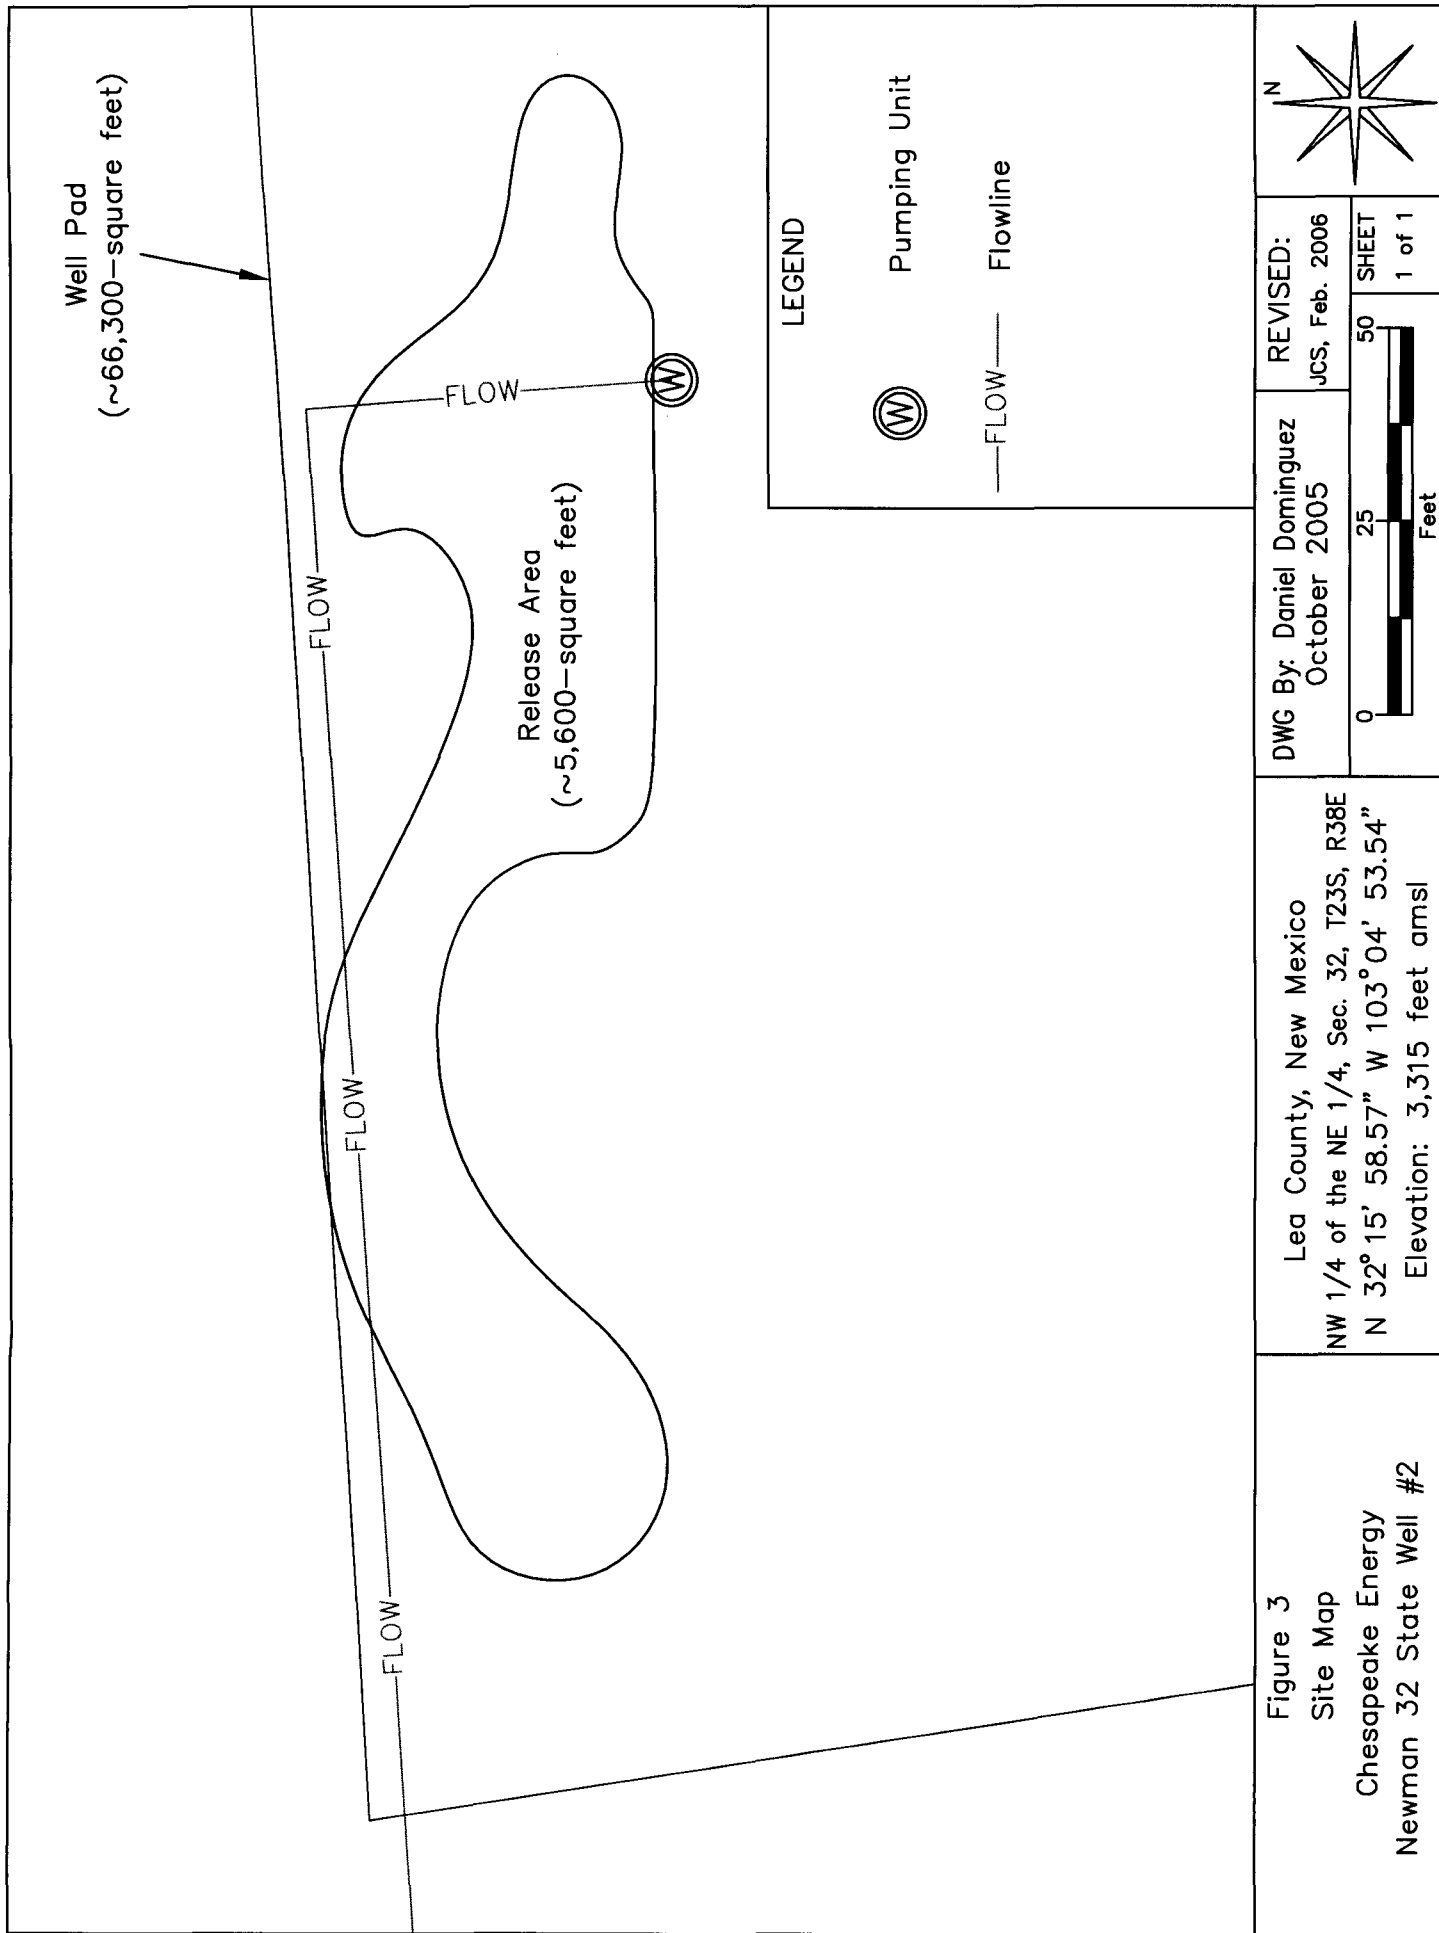 Well Pad
(~66,300-square feet)
FLOW
FLOW
FLOW
FLOW
W
Release Area
(~5,600-square feet)
LEGEND
W
Pumping Unit
—FLOW—
Flowline
Figure 3
Site Map
Chesapeake Energy
Newman 32 State Well #2
Lea County, New Mexico
NW 1/4 of the NE 1/4, Sec. 32, T23S, R38E
N 32° 15' 58.57" W 103° 04' 53.54"
Elevation: 3,315 feet amsl
DWG By: Daniel Dominguez
October 2005
REVISED:
JCS, Feb. 2006
0 25 50
Feet
SHEET
1 of 1
N